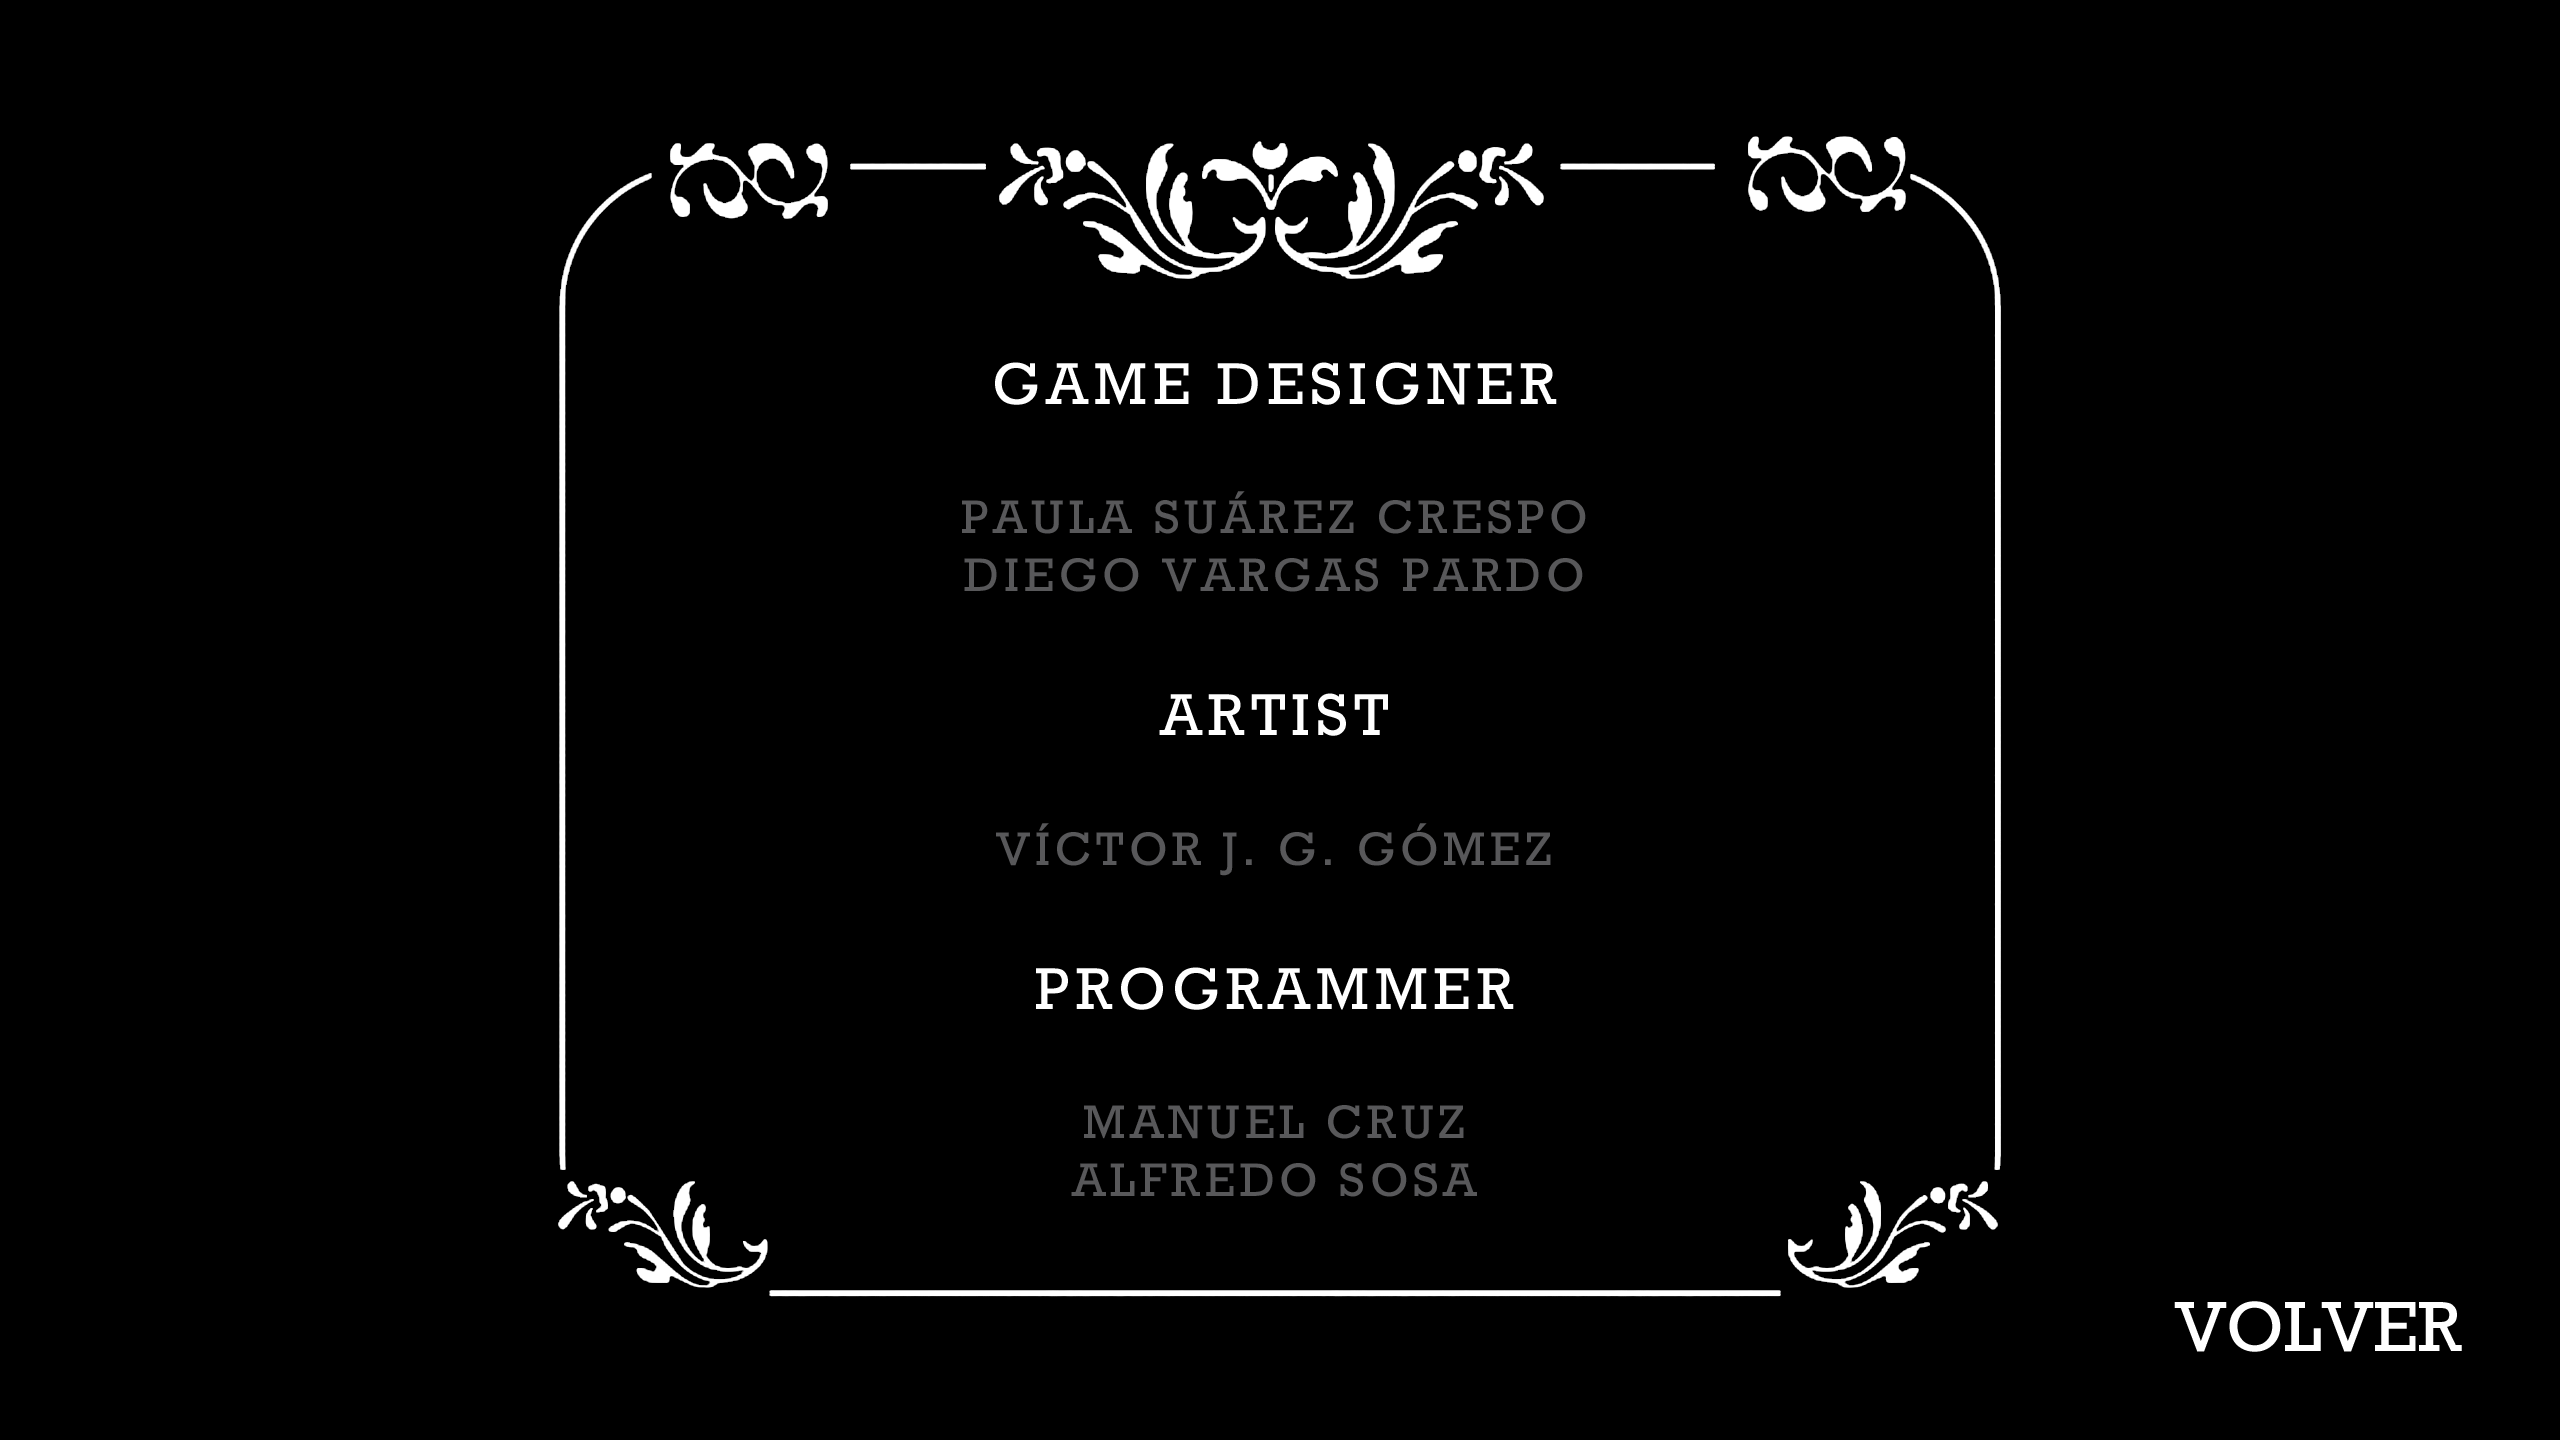 GAME DESIGNER
PAULA SUÁREZ CRESPO
DIEGO VARGAS PARDO
ARTIST
VÍCTOR J. G. GÓMEZ
PROGRAMMER
MANUEL CRUZ
ALFREDO SOSA
VOLVER